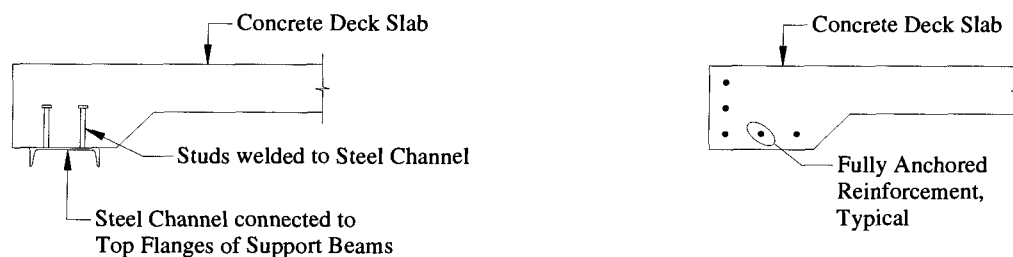 Concrete Deck Slab
Studs welded to Steel Channel
Steel Channel connected to
Top Flanges of Support Beams
Concrete Deck Slab
Fully Anchored
Reinforcement,
Typical